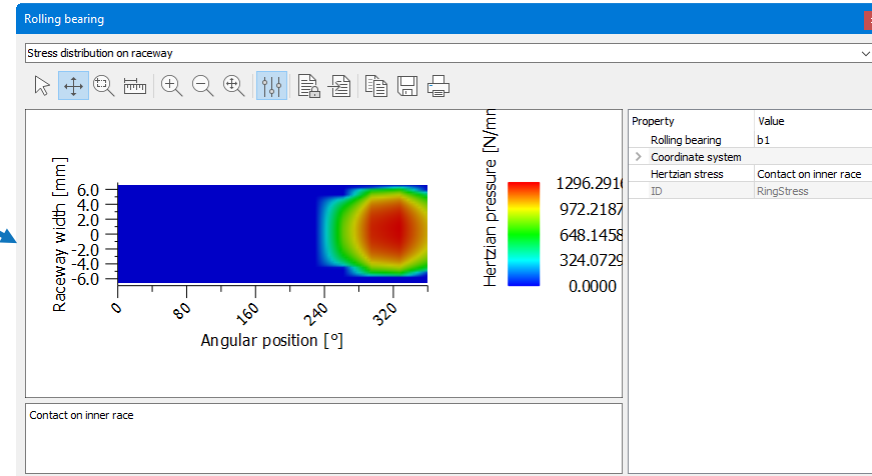 Rolling bearing
Stress distribution on raceway
Raceway width [mm]
6.0
4.0
2.0
0
-2.0
-4.0
-6.0
0
80
160
240
320
Angular position [°]
Hertzian pressure [N/mm
1296.2916
972.2187
648.1458
324.0729
0.0000
Property Value
Rolling bearing b1
Coordinate system
Hertzian stress Contact on inner race
ID RingStress
Contact on inner race